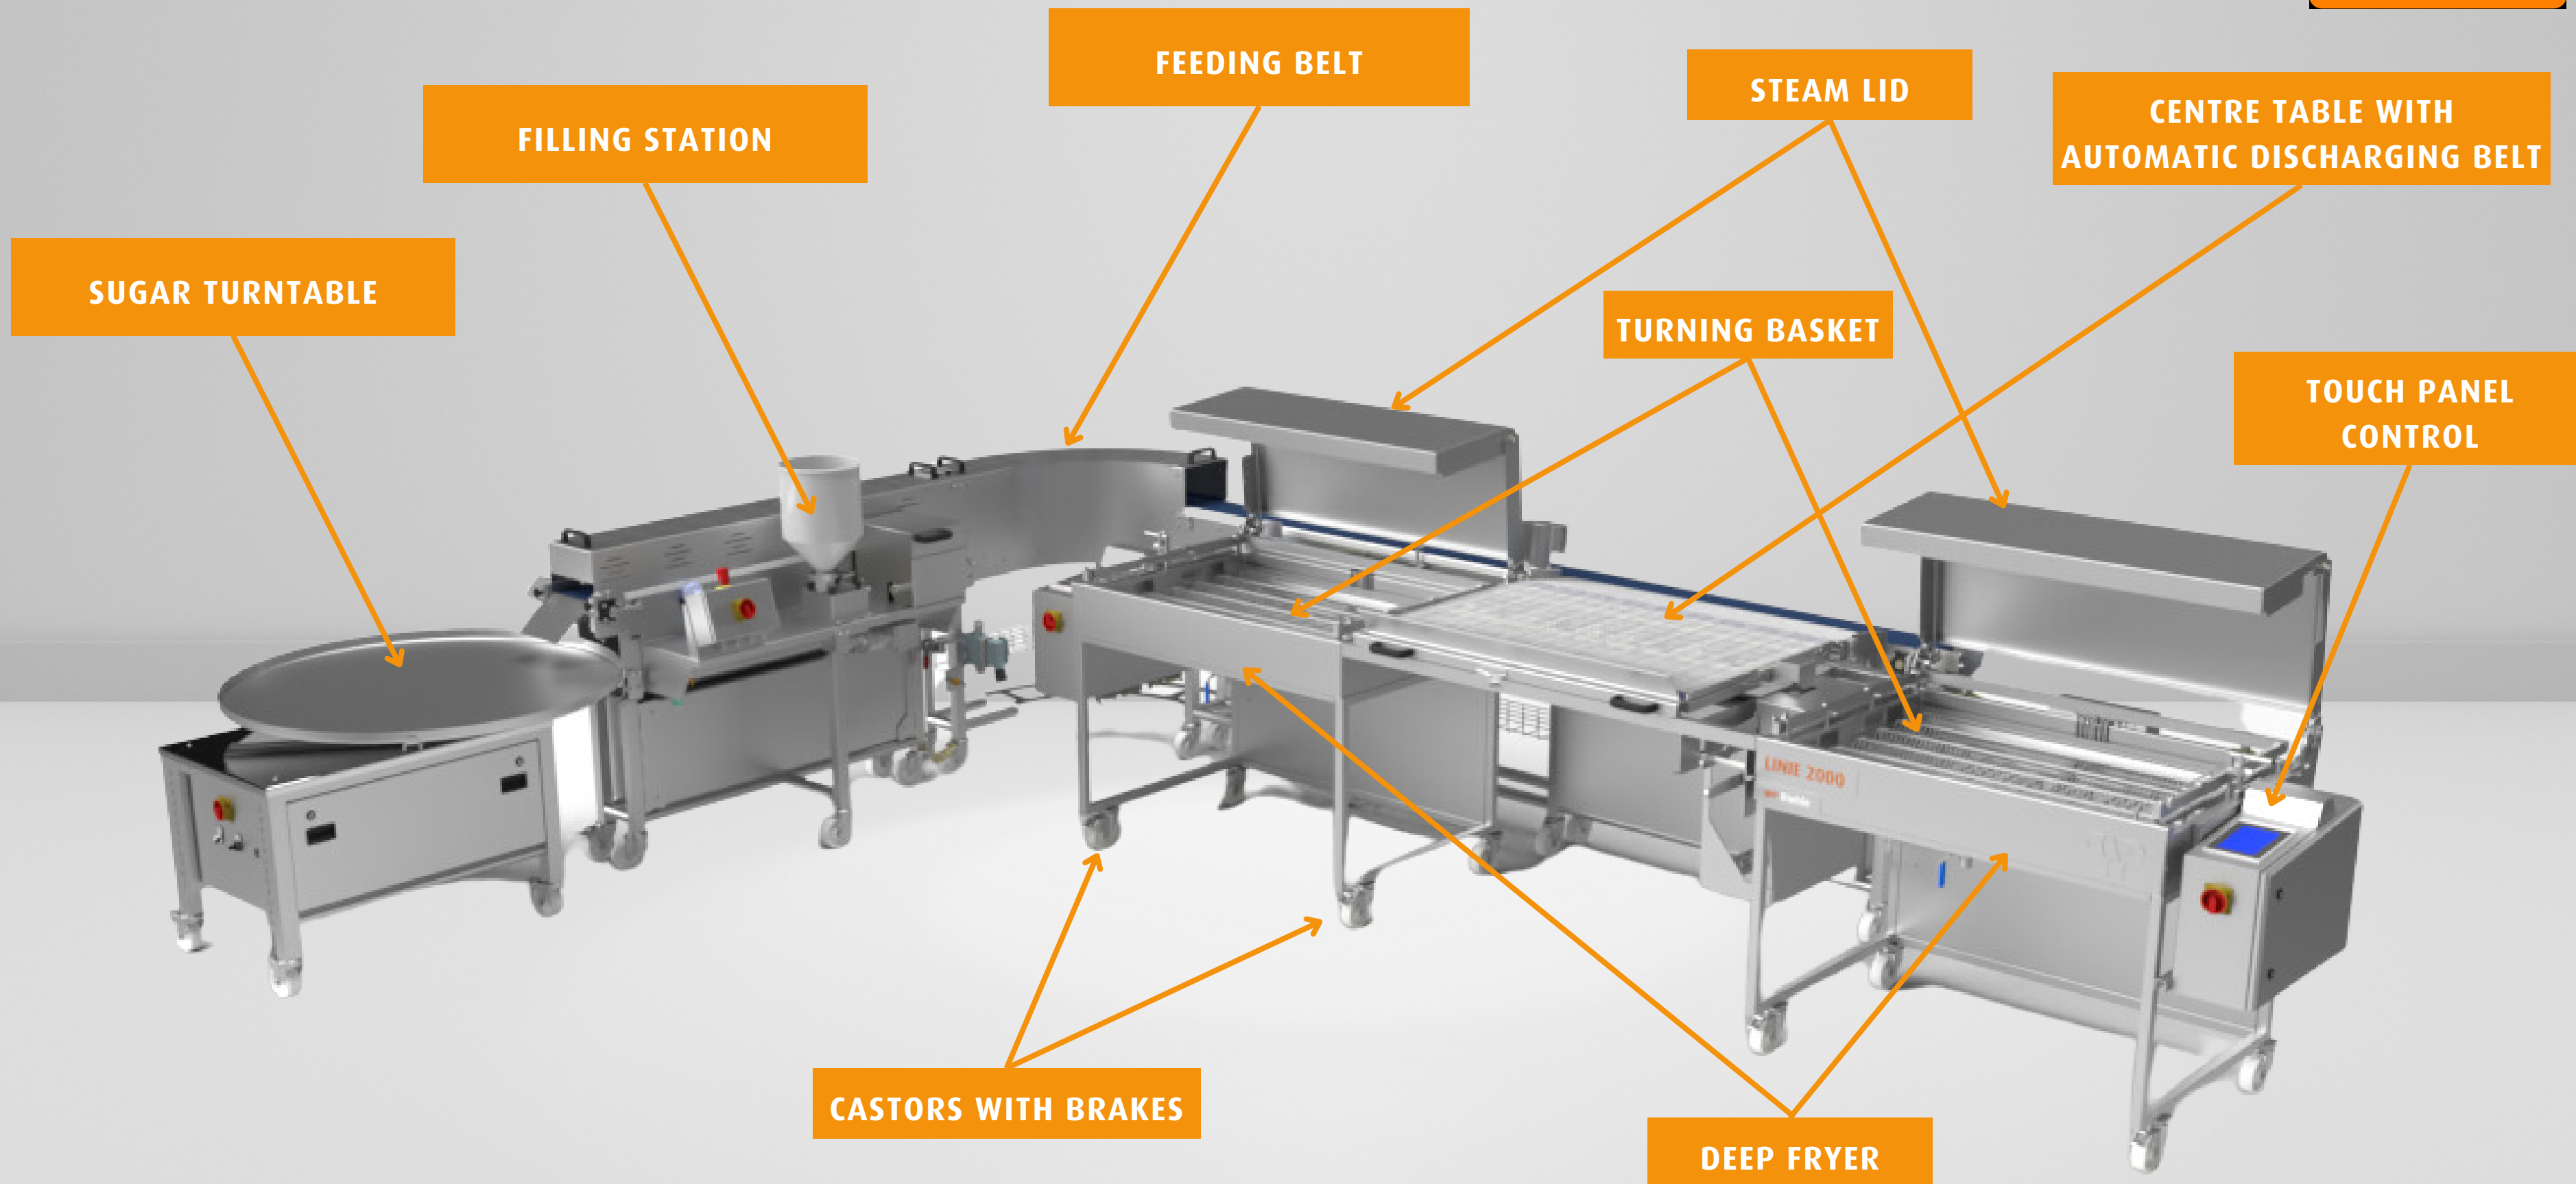 FEEDING BELT
STEAM LID
CENTRE TABLE WITH
AUTOMATIC DISCHARGING BELT
FILLING STATION
SUGAR TURNTABLE
TURNING BASKET
TOUCH PANEL
CONTROL
LINIE 2000
CASTORS WITH BRAKES
DEEP FRYER